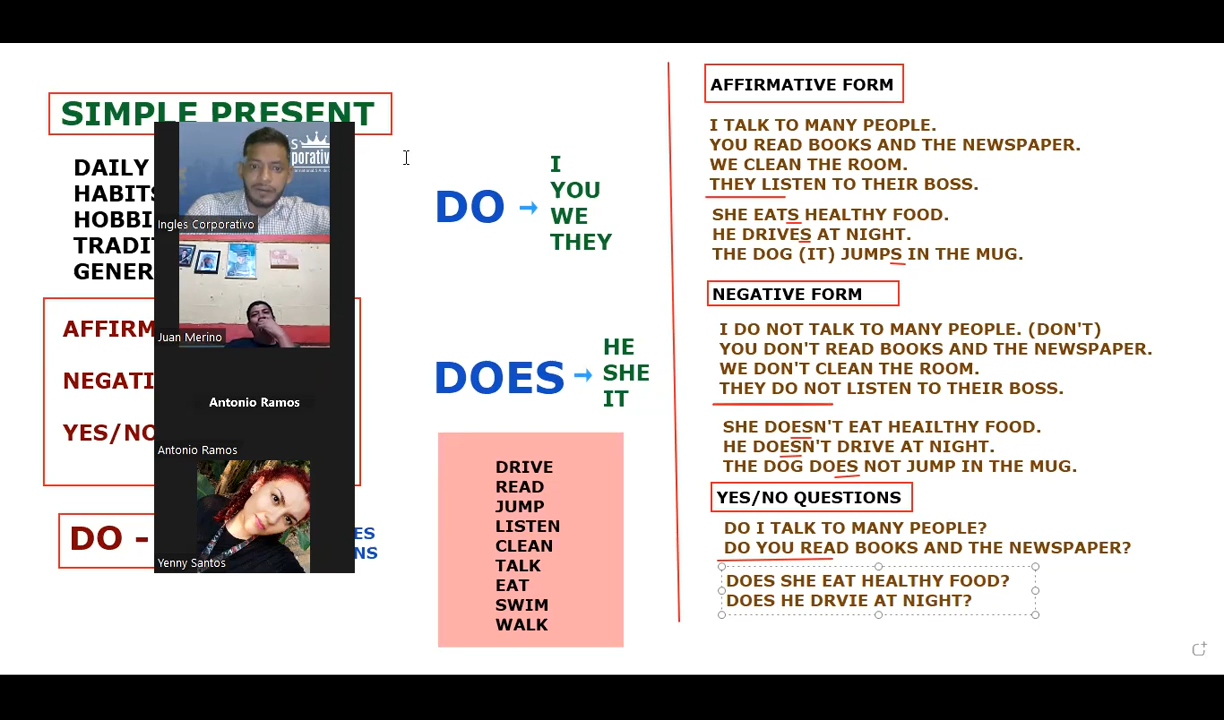 SIMPLE PRESENT
DAILY
HABITS
HOBBI
TRADIT
GENER
AFFIRM
NEGATI
YES/NO
DO -
ES
NS
is
rporativo
Ingles Corporativo
Juan Merino
Antonio Ramos
Antonio Ramos
Yenny Santos
DO → I
YOU
WE
THEY
DOES → HE
SHE
IT
DRIVE
READ
JUMP
LISTEN
CLEAN
TALK
EAT
SWIM
WALK
AFFIRMATIVE FORM
I TALK TO MANY PEOPLE.
YOU READ BOOKS AND THE NEWSPAPER.
WE CLEAN THE ROOM.
THEY LISTEN TO THEIR BOSS.
SHE EATS HEALTHY FOOD.
HE DRIVES AT NIGHT.
THE DOG (IT) JUMPS IN THE MUG.
NEGATIVE FORM
I DO NOT TALK TO MANY PEOPLE. (DON'T)
YOU DON'T READ BOOKS AND THE NEWSPAPER.
WE DON'T CLEAN THE ROOM.
THEY DO NOT LISTEN TO THEIR BOSS.
SHE DOESN'T EAT HEAILTHY FOOD.
HE DOESN'T DRIVE AT NIGHT.
THE DOG DOES NOT JUMP IN THE MUG.
YES/NO QUESTIONS
DO I TALK TO MANY PEOPLE?
DO YOU READ BOOKS AND THE NEWSPAPER?
DOES SHE EAT HEALTHY FOOD?
DOES HE DRVIE AT NIGHT?